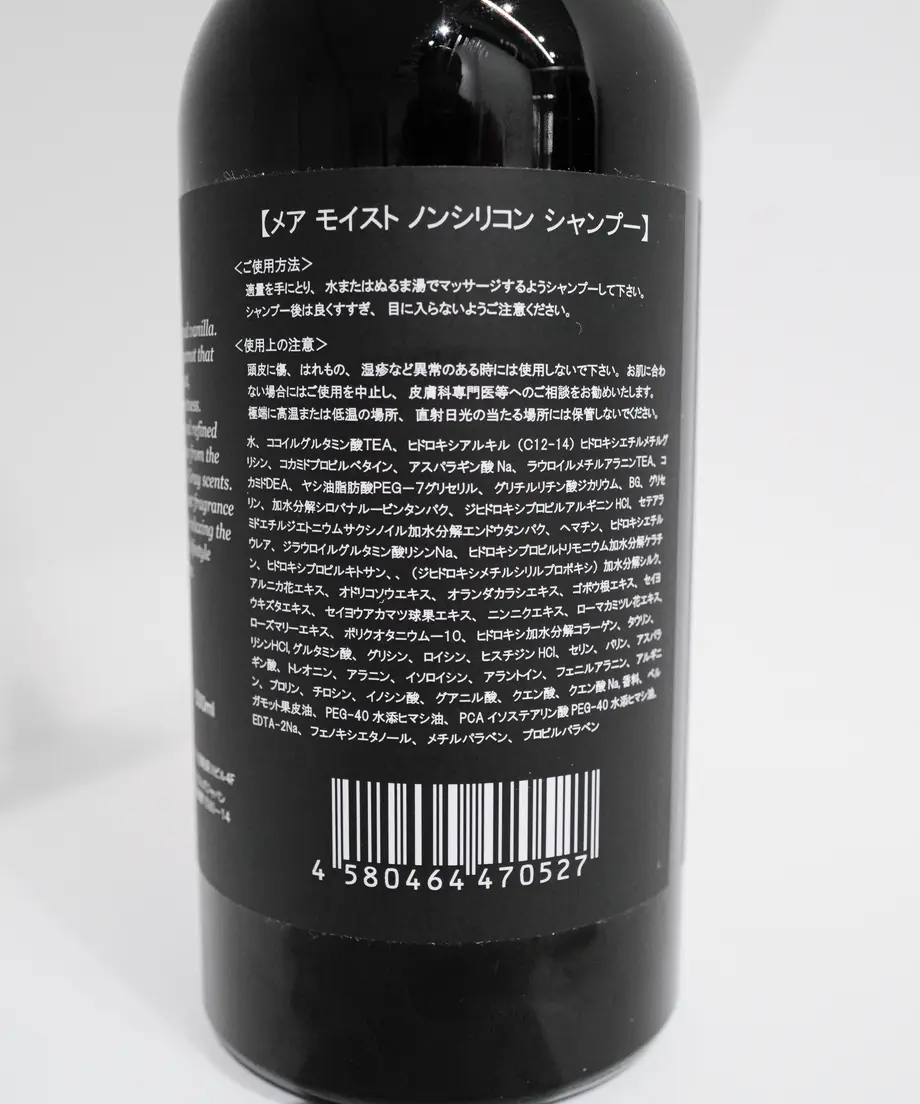 【メア モイスト ノンシリコン シャンプー】
<ご使用方法>
適量を手にとり、水またはぬるま湯でマッサージするようシャンプーして下さい。
シャンプー後は良くすすぎ、目に入らないようご注意ください。
<使用上の注意>
頭皮に傷、はれもの、湿疹など異常のある時には使用しないで下さい。お肌に合わ
ない場合にはご使用を中止し、皮膚科専門医等へのご相談をお勧めいたします。
極端に高温または低温の場所、直射日光の当たる場所には保管しないでください。
水、ココイルグルタミン酸TEA、ヒドロキシアルキル(C12-14)ヒドロキシエチルメチルグ
リシン、コカミドプロピルベタイン、アスパラギン酸Na、ラウロイルメチルアラニンTEA、コ
カミドDEA、ヤシ油脂肪酸PEG-7グリセリル、グリチルリチン酸ジカリウム、BG、グリセ
リン、加水分解シロバナルーピンタンパク、ジヒドロキシプロピルアルギニンHCl、セテアラ
ミドエチルジエトニウムサクシノイル加水分解エンドウタンパク、ヘマチン、ヒドロキシエチル
ウレア、ジラウロイルグルタミン酸リシンNa、ヒドロキシプロピルトリモニウム加水分解ケラチ
ン、ヒドロキシプロピルキトサン、、(ジヒドロキシメチルシリルプロポキシ)加水分解シルク、
アルニカ花エキス、オドリコソウエキス、オランダカラシエキス、ゴボウ根エキス、セイヨ
ウキズタエキス、セイヨウアカマツ球果エキス、ニンニクエキス、ローマカミツレ花エキス、
ローズマリーエキス、ポリクオタニウム-10、ヒドロキシ加水分解コラーゲン、タウリン、
リシンHCl,グルタミン酸、グリシン、ロイシン、ヒスチジンHCl、セリン、バリン、アスパラ
ギン酸、トレオニン、アラニン、イソロイシン、アラントイン、フェニルアラニン、アルギニ
ン、プロリン、チロシン、イノシン酸、グアニル酸、クエン酸、クエン酸Na,香料、ベル
ガモット果皮油、PEG-40水添ヒマシ油、PCAイソステアリン酸PEG-40水添ヒマシ油、
EDTA-2Na、フェノキシエタノール、メチルパラベン、プロピルパラベン
4 580464 470527
vanilla.
that
refined
from the
scents.
fragrance
the